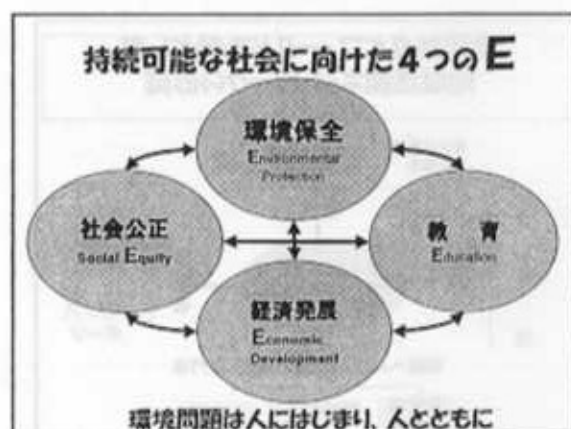 持続可能な社会に向けた4つのE
環境保全
Environmental
Protection
社会公正
Social Equity
教 育
Education
経済発展
Economic
Development
環境問題は人にはじまり、人とともに